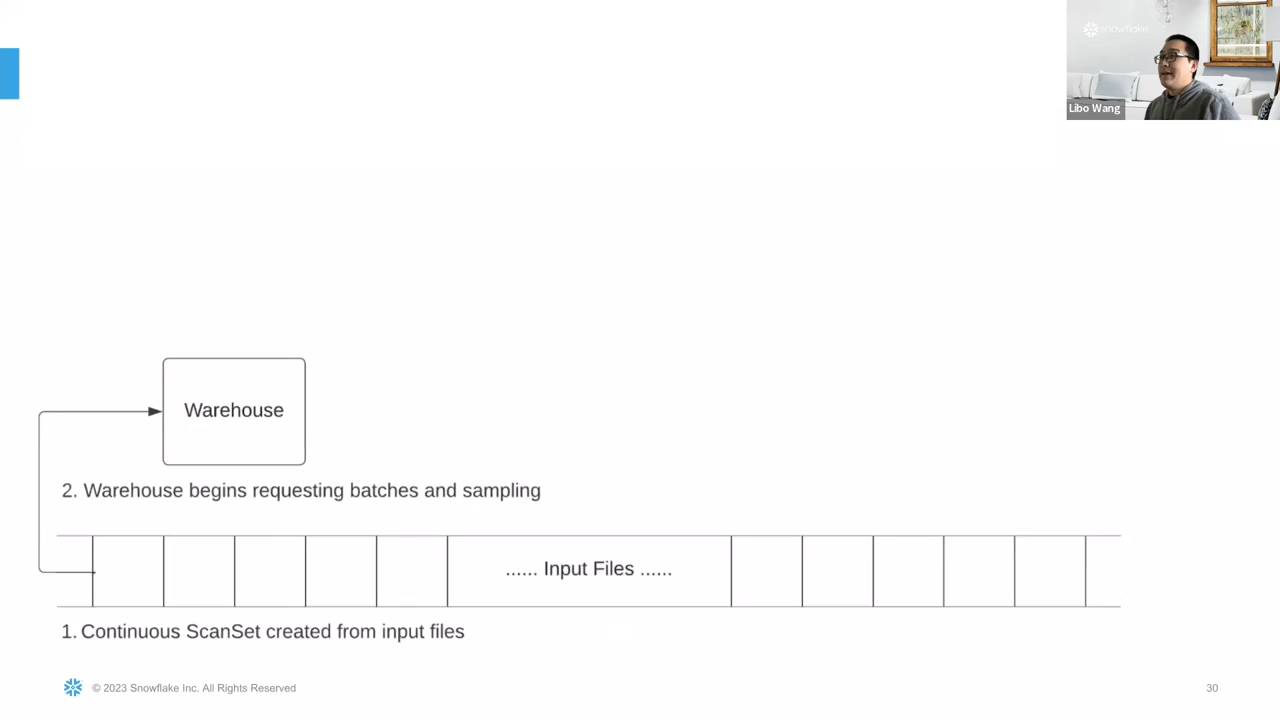 snowflake
Libo Wang
Warehouse
2. Warehouse begins requesting batches and sampling
...... Input Files ......
1. Continuous ScanSet created from input files
© 2023 Snowflake Inc. All Rights Reserved
30